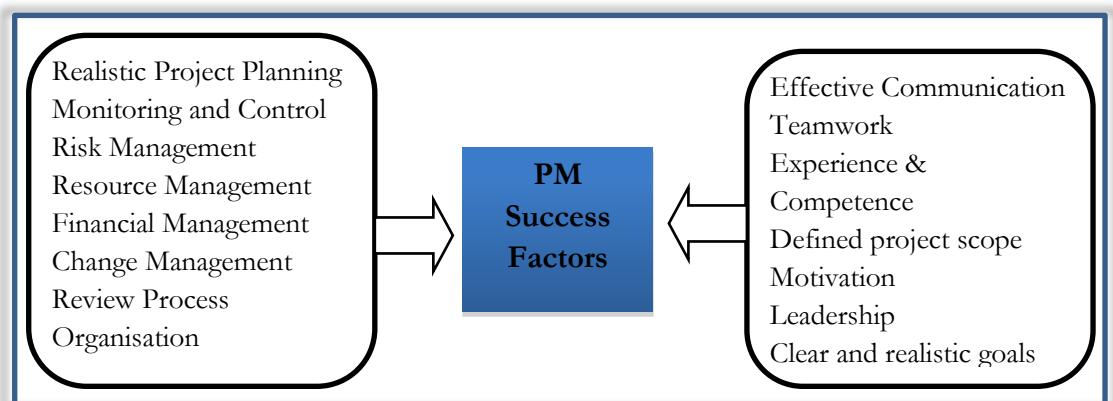 Realistic Project Planning
Monitoring and Control
Risk Management
Resource Management
Financial Management
Change Management
Review Process
Organisation
PM
Success
Factors
Effective Communication
Teamwork
Experience &
Competence
Defined project scope
Motivation
Leadership
Clear and realistic goals